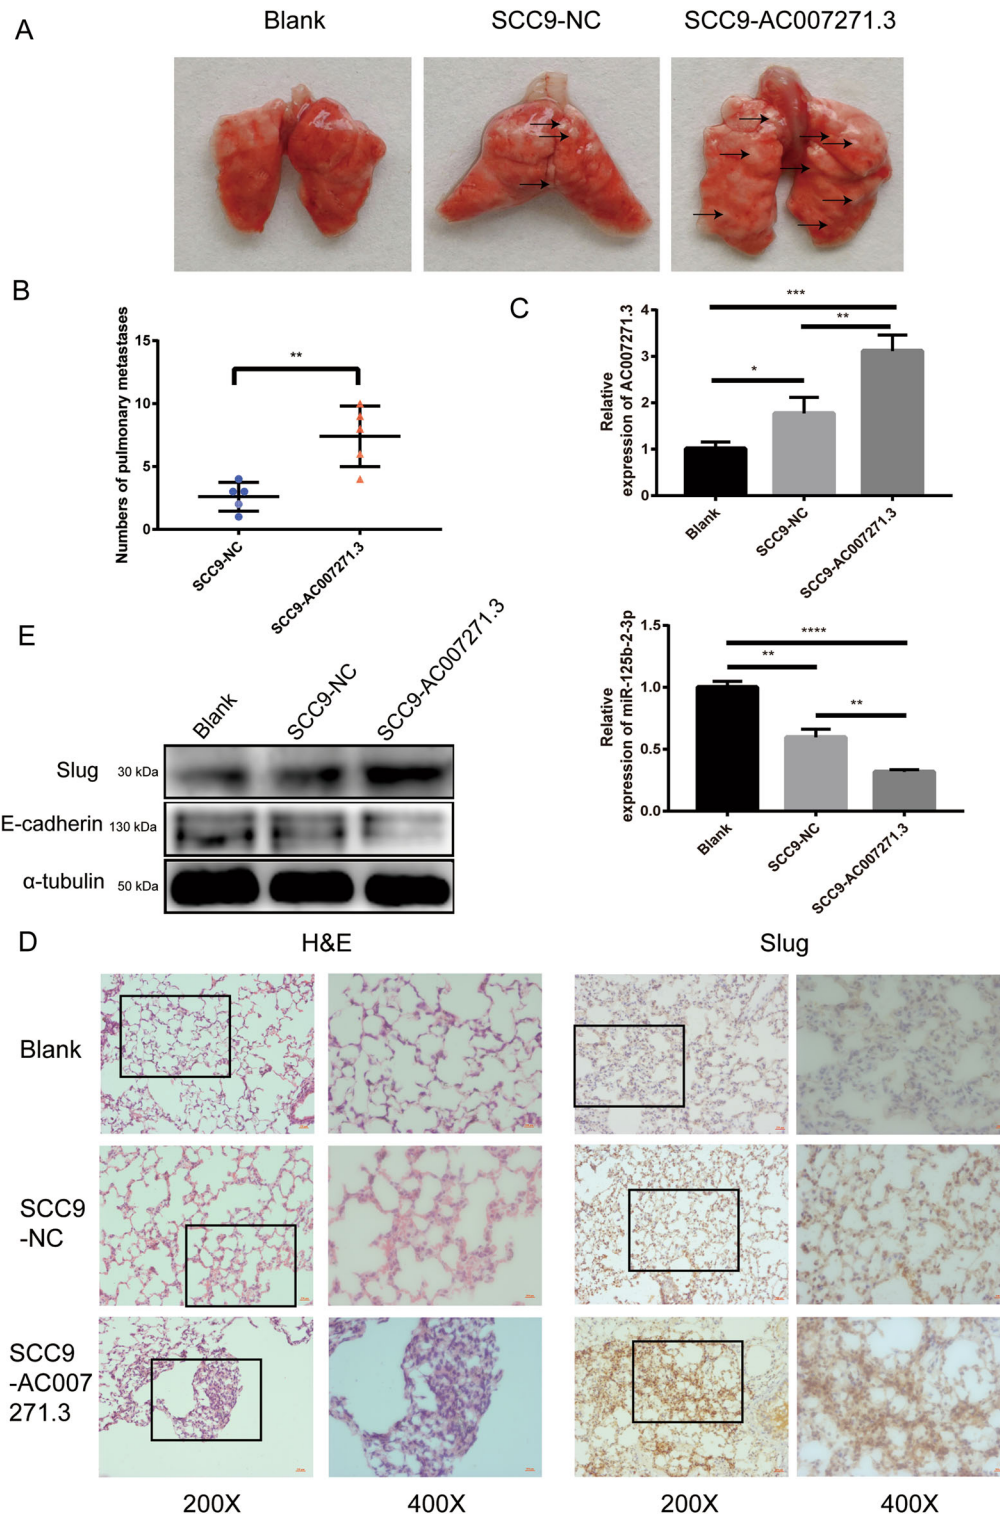 A
Blank
SCC9-NC
SCC9-AC007271.3
B
Numbers of pulmonary metastases
15
10
5
0
**
SCC9-NC
SCC9-AC007271.3
C
Relative
expression of AC007271.3
4
3
2
1
0
***
**
*
Blank
SCC9-NC
SCC9-AC007271.3
Relative
expression of miR-125b-2-3p
1.5
1.0
0.5
0.0
****
**
**
Blank
SCC9-NC
SCC9-AC007271.3
E
Blank
SCC9-NC
SCC9-AC007271.3
Slug 30 kDa
E-cadherin 130 kDa
α-tubulin 50 kDa
D
H&E
Slug
Blank
SCC9
-NC
SCC9
-AC007
271.3
200X
400X
200X
400X